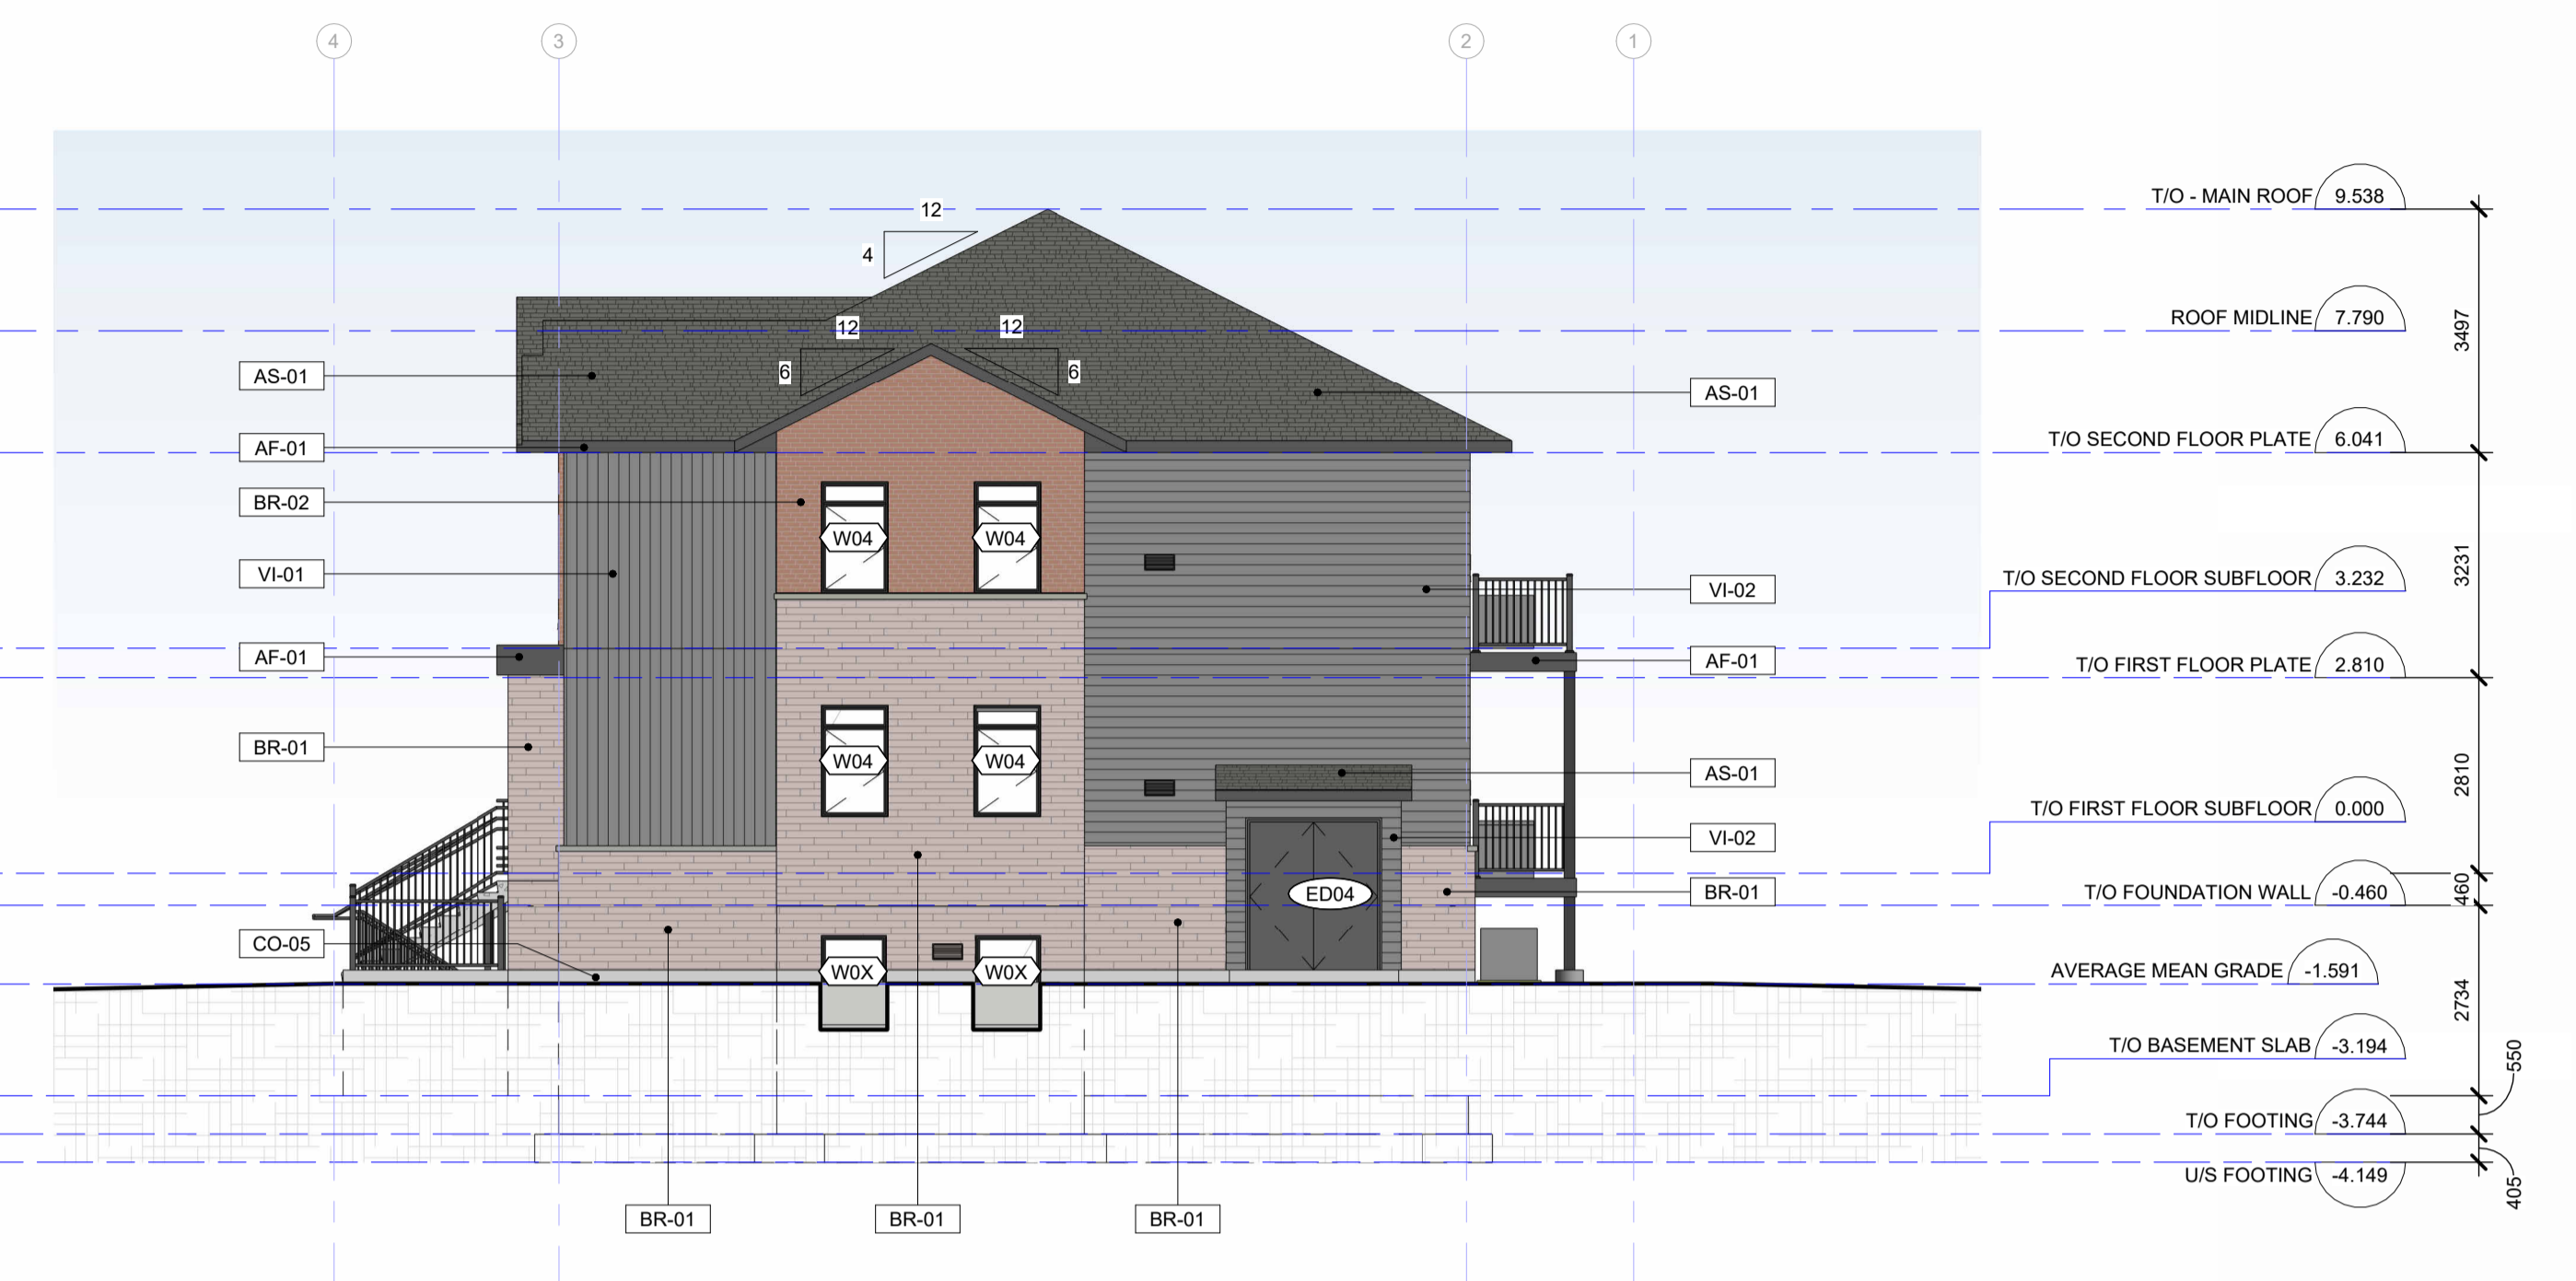 4
3
2
1
T/O - MAIN ROOF 9.538
12
4
ROOF MIDLINE 7.790
3497
12
12
6
6
AS-01
AS-01
T/O SECOND FLOOR PLATE 6.041
AF-01
BR-02
W04
W04
3231
VI-01
VI-02
T/O SECOND FLOOR SUBFLOOR 3.232
AF-01
AF-01
T/O FIRST FLOOR PLATE 2.810
BR-01
W04
W04
AS-01
2810
T/O FIRST FLOOR SUBFLOOR 0.000
VI-02
ED04
BR-01
T/O FOUNDATION WALL -0.460
460
CO-05
W0X
W0X
AVERAGE MEAN GRADE -1.591
2734
T/O BASEMENT SLAB -3.194
550
T/O FOOTING -3.744
U/S FOOTING -4.149
405
BR-01
BR-01
BR-01